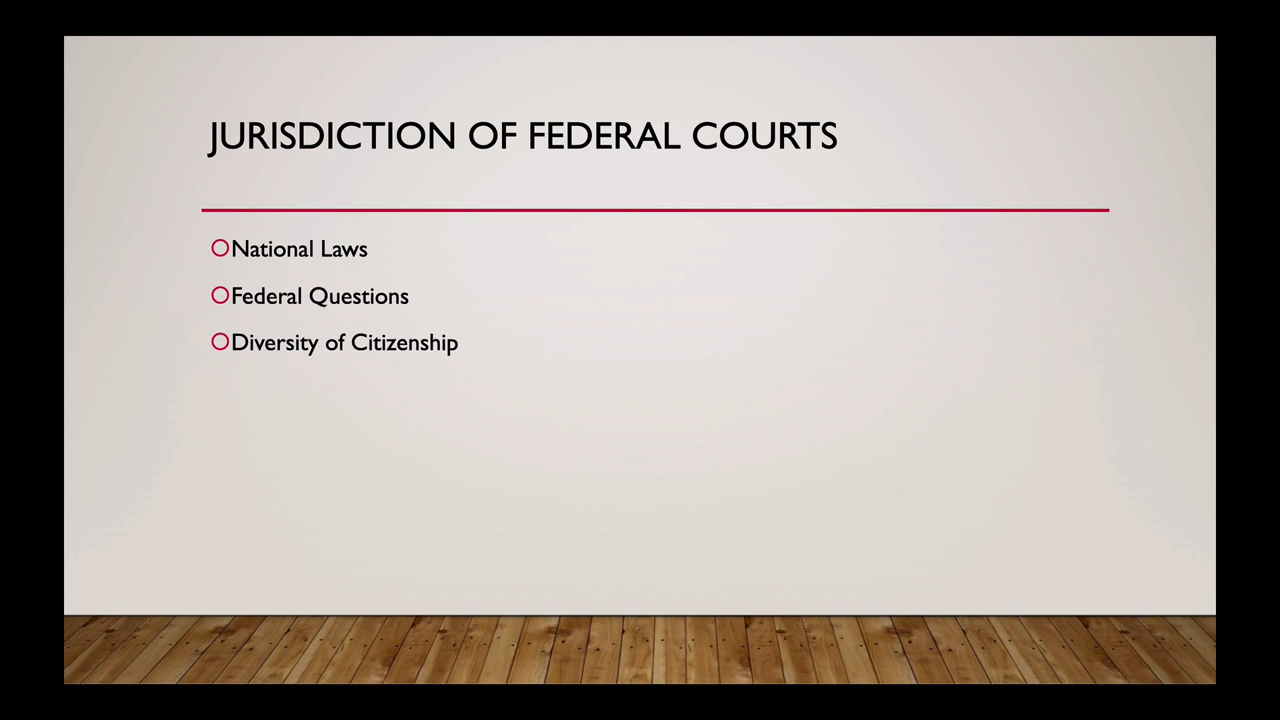 JURISDICTION OF FEDERAL COURTS
National Laws
Federal Questions
Diversity of Citizenship